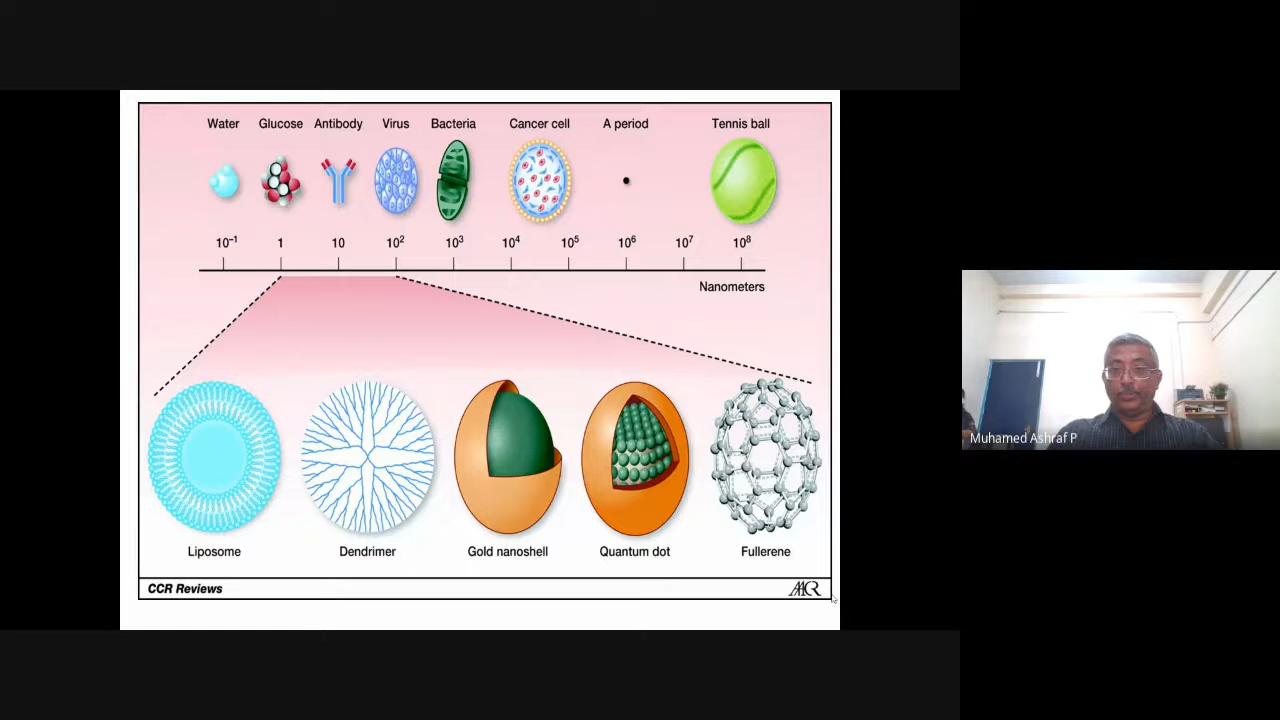 Water Glucose Antibody Virus Bacteria Cancer cell A period Tennis ball
10⁻¹ 1 10 10² 10³ 10⁴ 10⁵ 10⁶ 10⁷ 10⁸
Nanometers
Liposome Dendrimer Gold nanoshell Quantum dot Fullerene
CCR Reviews AACR
Muhamed Ashraf P